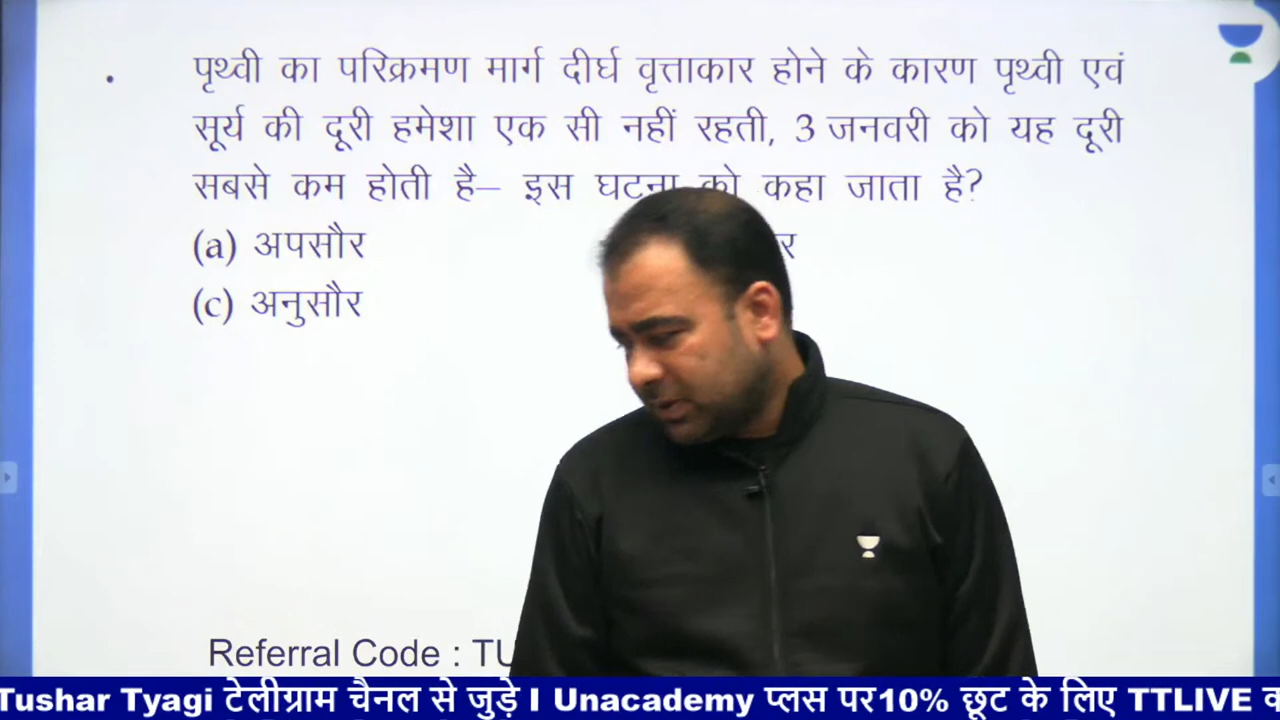 . पृथ्वी का परिक्रमण मार्ग दीर्घ वृत्ताकार होने के कारण पृथ्वी एवं
सूर्य की दूरी हमेशा एक सी नहीं रहती, 3 जनवरी को यह दूरी
सबसे कम होती है– इस घटना को कहा जाता है?
(a) अपसौर
(c) अनुसौर
Referral Code : TU
Tushar Tyagi टेलीग्राम चैनल से जुड़े I Unacademy प्लस पर10% छूट के लिए TTLIVE